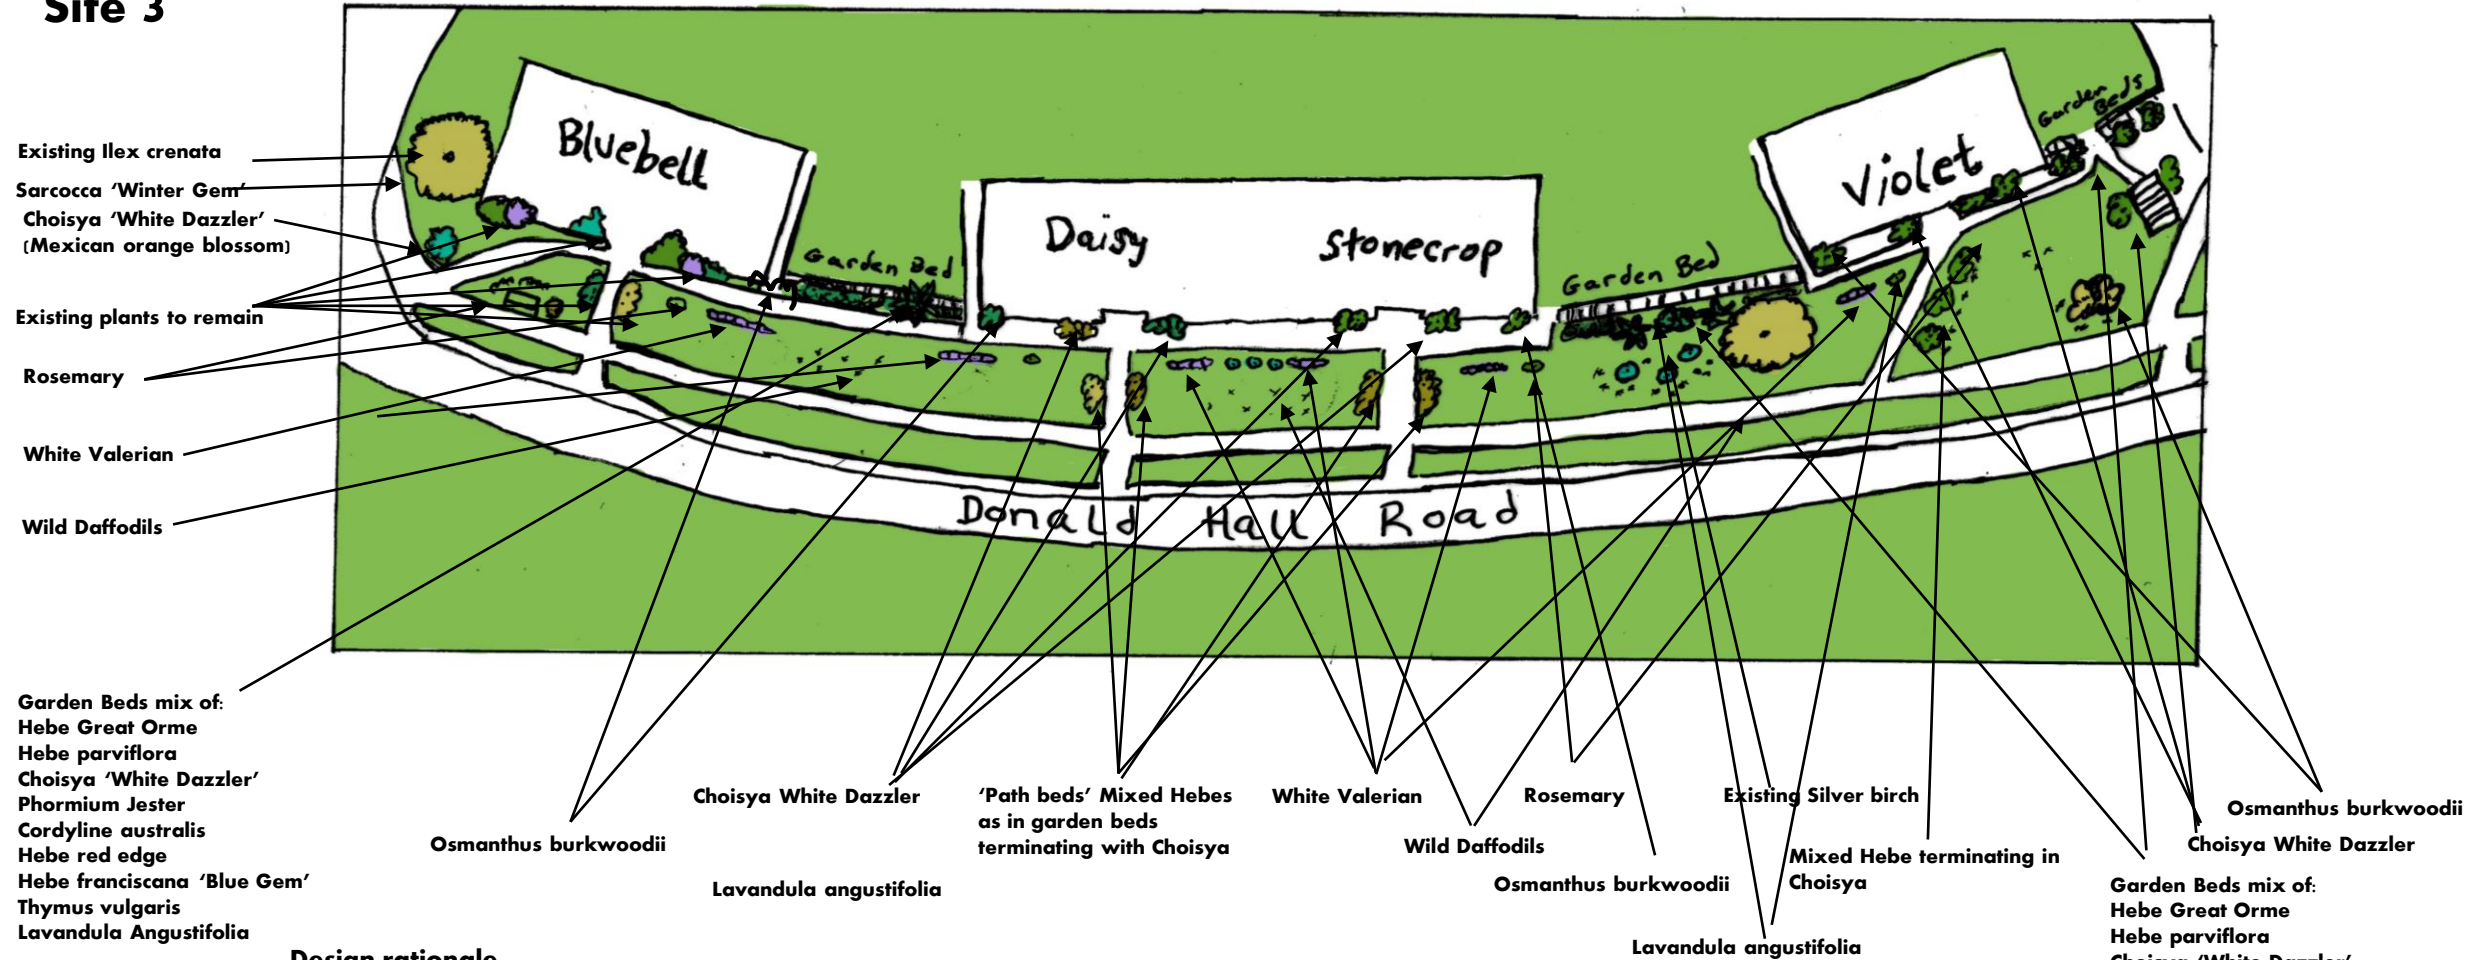 Site 3
Existing Ilex crenata
Sarcocca ‘Winter Gem’
Choisya ‘White Dazzler’
(Mexican orange blossom)
Existing plants to remain
Rosemary
White Valerian
Wild Daffodils
Garden Beds mix of:
Hebe Great Orme
Hebe parviflora
Choisya ‘White Dazzler’
Phormium Jester
Cordyline australis
Hebe red edge
Hebe franciscana ‘Blue Gem’
Thymus vulgaris
Lavandula Angustifolia
Bluebell
Garden Bed
Daisy
Stonecrop
Garden Bed
Violet
Garden
Beds
Donald Hall Road
Osmanthus burkwoodii
Choisya White Dazzler
Lavandula angustifolia
‘Path beds’ Mixed Hebes
as in garden beds
terminating with Choisya
White Valerian
Wild Daffodils
Rosemary
Osmanthus burkwoodii
Existing Silver birch
Mixed Hebe terminating in
Choisya
Lavandula angustifolia
Osmanthus burkwoodii
Choisya White Dazzler
Garden Beds mix of:
Hebe Great Orme
Hebe parviflora
Choisya ‘White Dazzler’
Design rationale